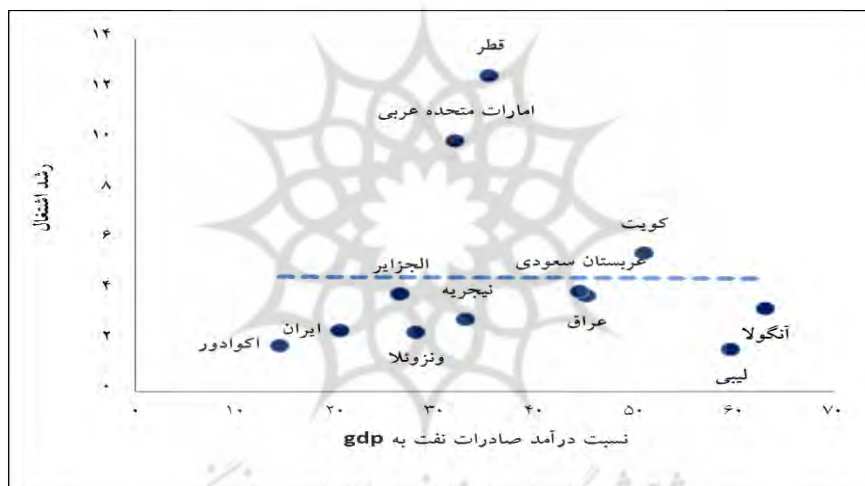 ۱۴
قطر
۱۲
امارات متحده عربی
۱۰
رشد اشتغال
۸
کویت
۶
الجزایر
عربستان سعودی
۴
نیجریه
عراق
آنگولا
ایران
اکوادور
۲
ونزوئلا
لیبی
۰
۰ ۱۰ ۲۰ ۳۰ ۴۰ ۵۰ ۶۰ ۷۰
نسبت درآمد صادرات نفت به gdp